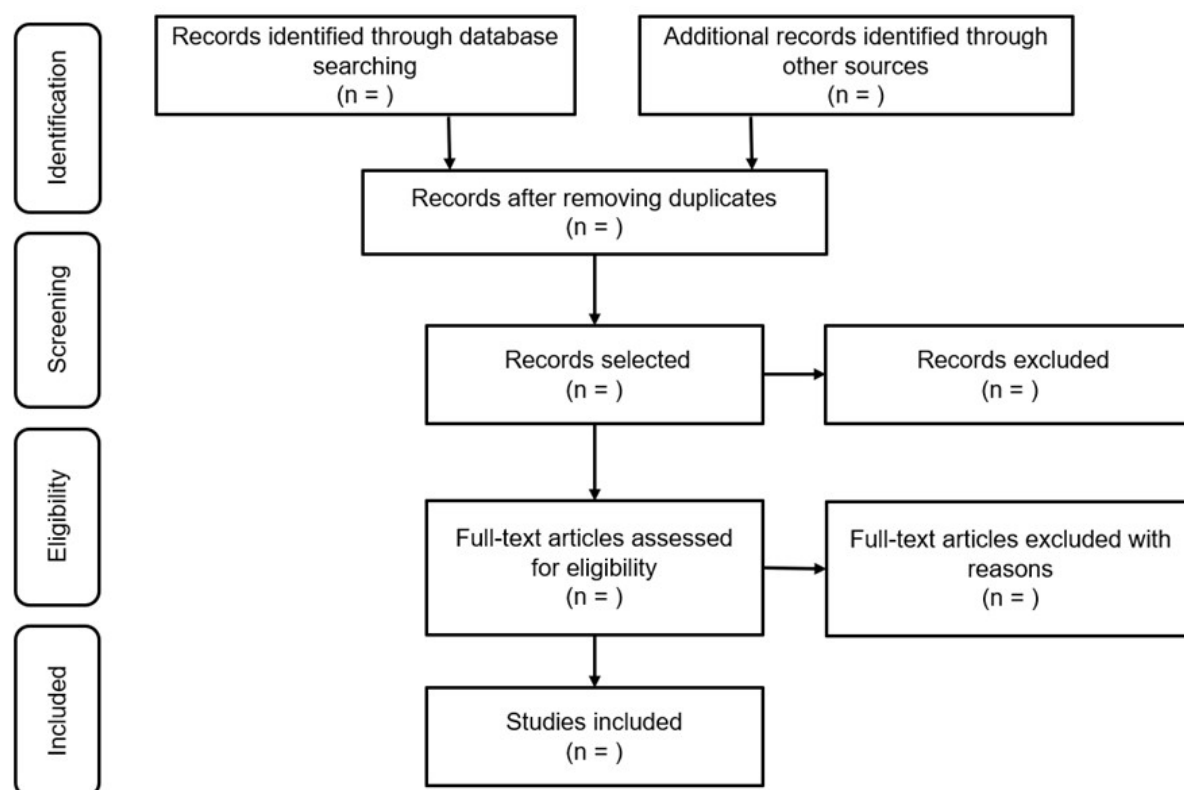 Identification
Records identified through database
searching
(n = )
Additional records identified through
other sources
(n = )
Records after removing duplicates
(n = )
Screening
Records selected
(n = )
Records excluded
(n = )
Eligibility
Full-text articles assessed
for eligibility
(n = )
Full-text articles excluded with
reasons
(n = )
Included
Studies included
(n = )